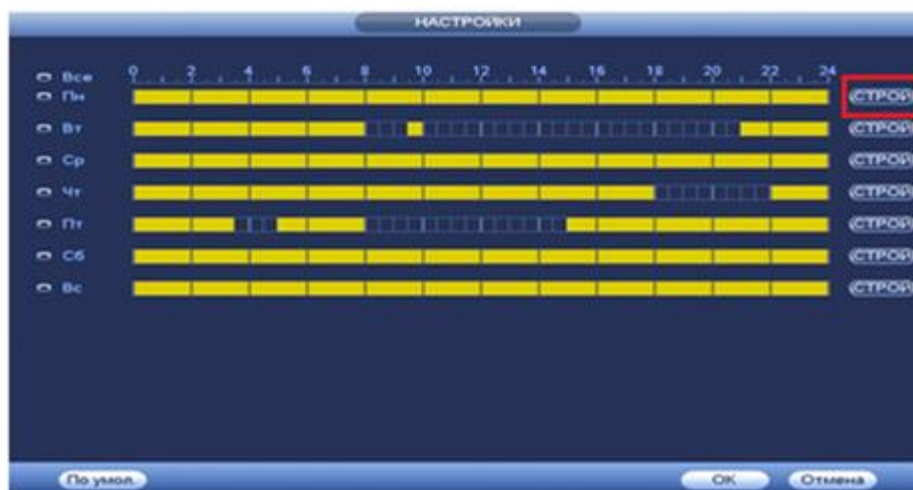 НАСТРОЙКИ
Все 0 2 4 6 8 10 12 14 16 18 20 22 24
Пн СТРОЙ
Вт СТРОЙ
Ср СТРОЙ
Чт СТРОЙ
Пт СТРОЙ
Сб СТРОЙ
Вс СТРОЙ
По умол. OK Отмена